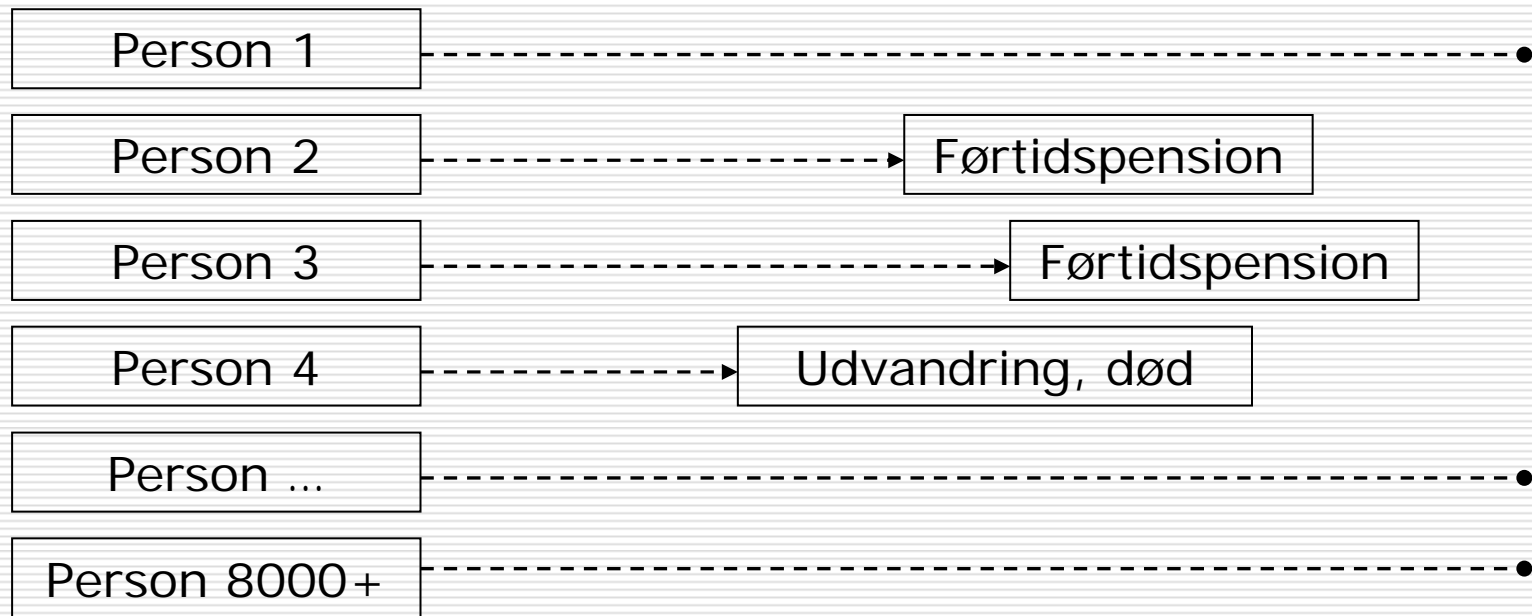 Person 1
Person 2
Førtidspension
Person 3
Førtidspension
Person 4
Udvandring, død
Person ...
Person 8000+